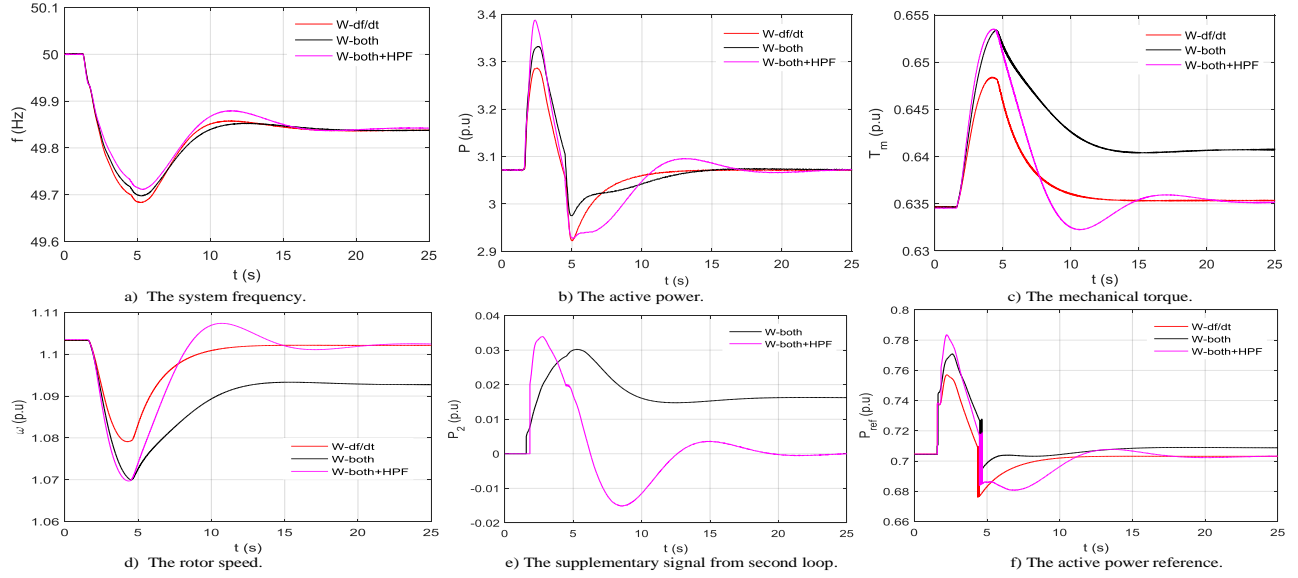 50.1
50
49.9
49.8
49.7
49.6
f (Hz)
W-df/dt
W-both
W-both+HPF
0 5 10 15 20 25
t (s)
a) The system frequency.
3.4
3.3
3.2
3.1
3
2.9
P (p.u)
W-df/dt
W-both
W-both+HPF
0 5 10 15 20 25
t (s)
b) The active power.
0.655
0.65
0.645
0.64
0.635
0.63
Tm (p.u)
W-df/dt
W-both
W-both+HPF
0 5 10 15 20 25
t (s)
c) The mechanical torque.
1.11
1.1
1.09
1.08
1.07
1.06
ω (p.u)
W-df/dt
W-both
W-both+HPF
0 5 10 15 20 25
t (s)
d) The rotor speed.
0.04
0.03
0.02
0.01
0
-0.01
-0.02
P2 (p.u)
W-both
W-both+HPF
0 5 10 15 20 25
t (s)
e) The supplementary signal from second loop.
0.8
0.78
0.76
0.74
0.72
0.7
0.68
0.66
Pref (p.u)
W-df/dt
W-both
W-both+HPF
0 5 10 15 20 25
t (s)
f) The active power reference.